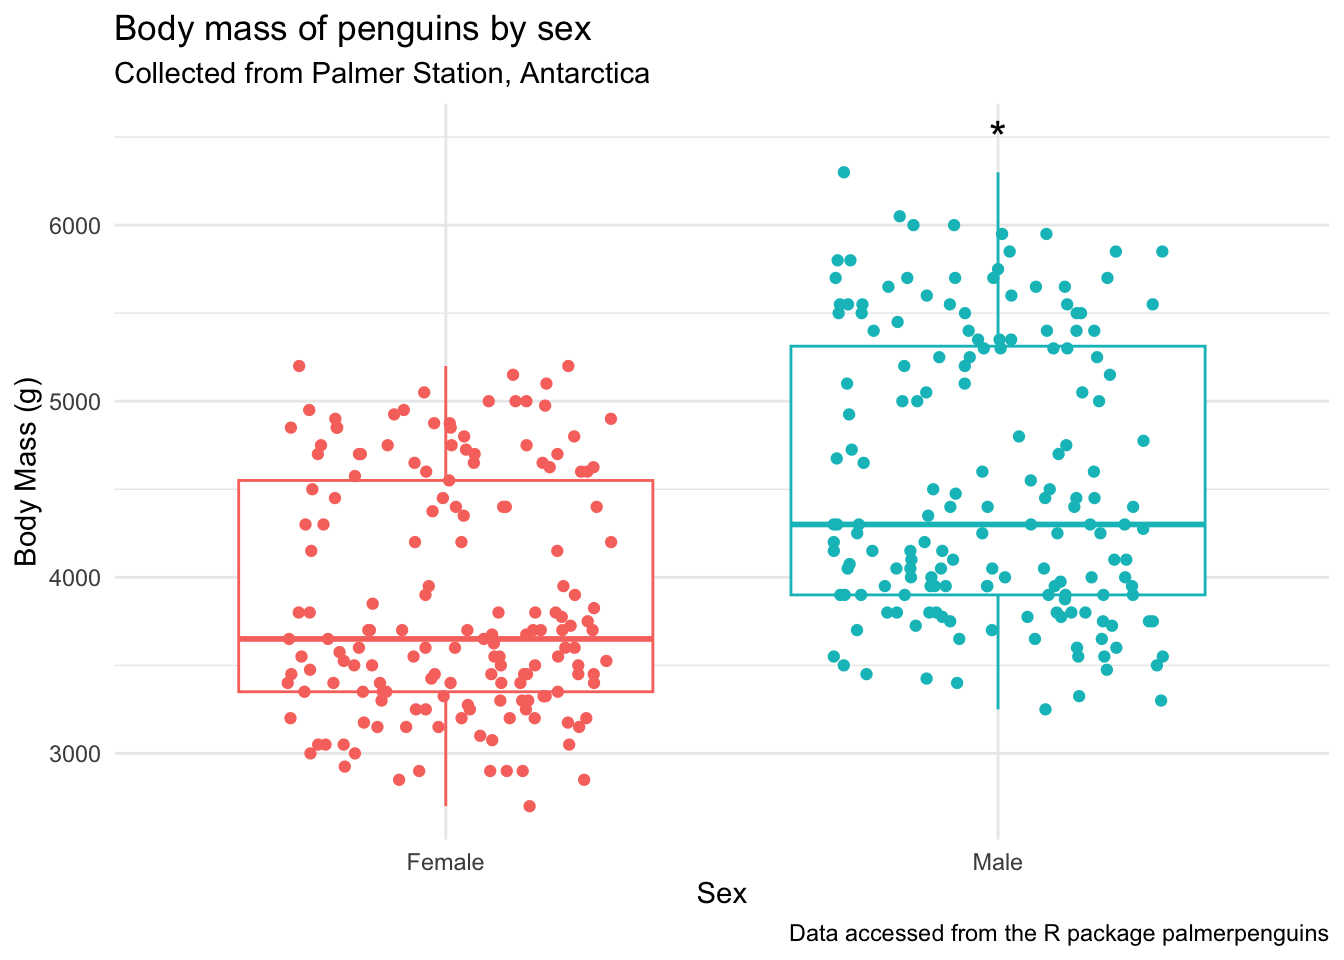 Body mass of penguins by sex
Collected from Palmer Station, Antarctica
*
6000
5000
4000
3000
Body Mass (g)
Female
Male
Sex
Data accessed from the R package palmerpenguins